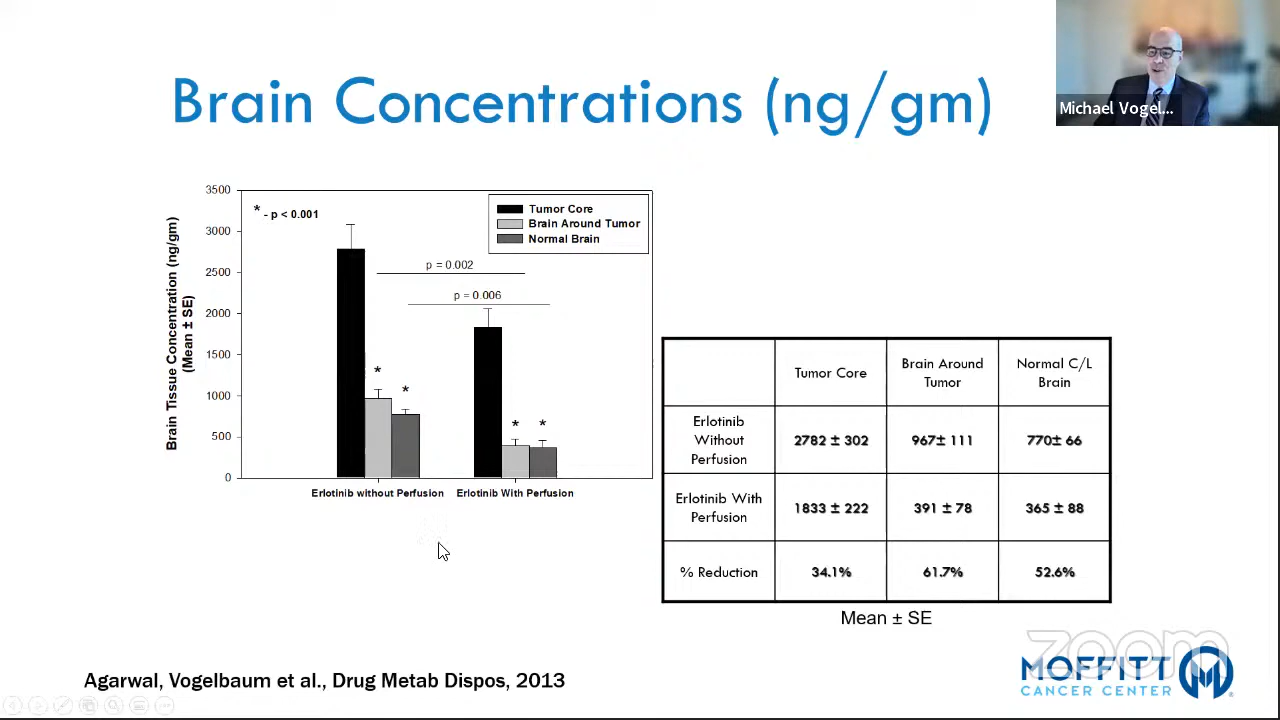 Brain Concentrations (ng/gm)
Michael Vogel...
Brain Tissue Concentration (ng/gm)
(Mean ± SE)
3500
3000
2500
2000
1500
1000
500
0
* - p < 0.001
Tumor Core
Brain Around Tumor
Normal Brain
p = 0.002
p = 0.006
*
*
*
*
Erlotinib without Perfusion
Erlotinib With Perfusion
Tumor Core
Brain Around
Tumor
Normal C/L
Brain
Erlotinib
Without
Perfusion
2782 ± 302
967± 111
770± 66
Erlotinib With
Perfusion
1833 ± 222
391 ± 78
365 ± 88
% Reduction
34.1%
61.7%
52.6%
Mean ± SE
Agarwal, Vogelbaum et al., Drug Metab Dispos, 2013
zoom
MOFFITT
CANCER CENTER
®